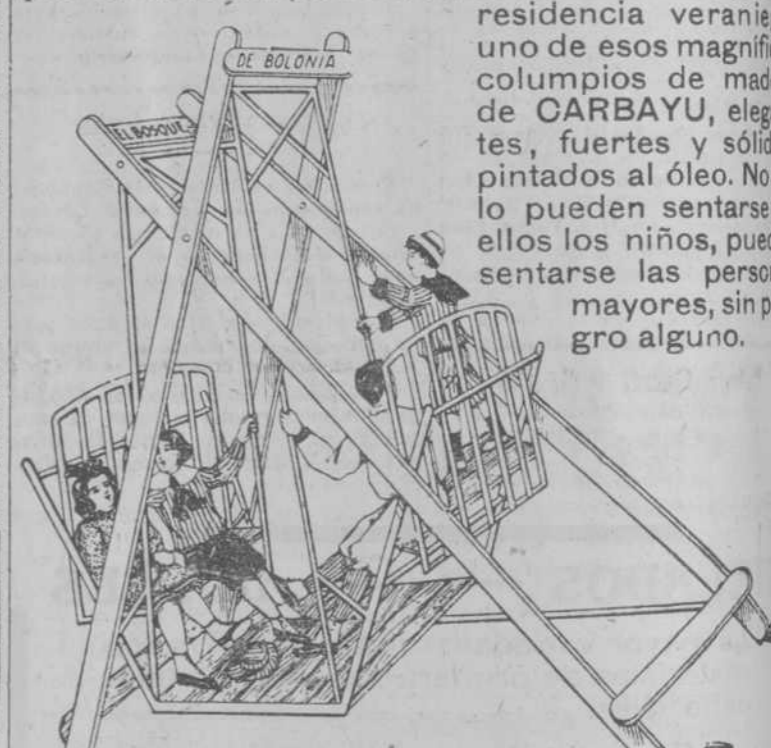 residencia veranie
uno de esos magnífi
columpios de mad
de CARBAYU, eleg
tes, fuertes y sólid
pintados al óleo. No
lo pueden sentarse
ellos los niños, pued
sentarse las perso
mayores, sin p
gro alguno.
DE BOLONIA
EL BOSQUE